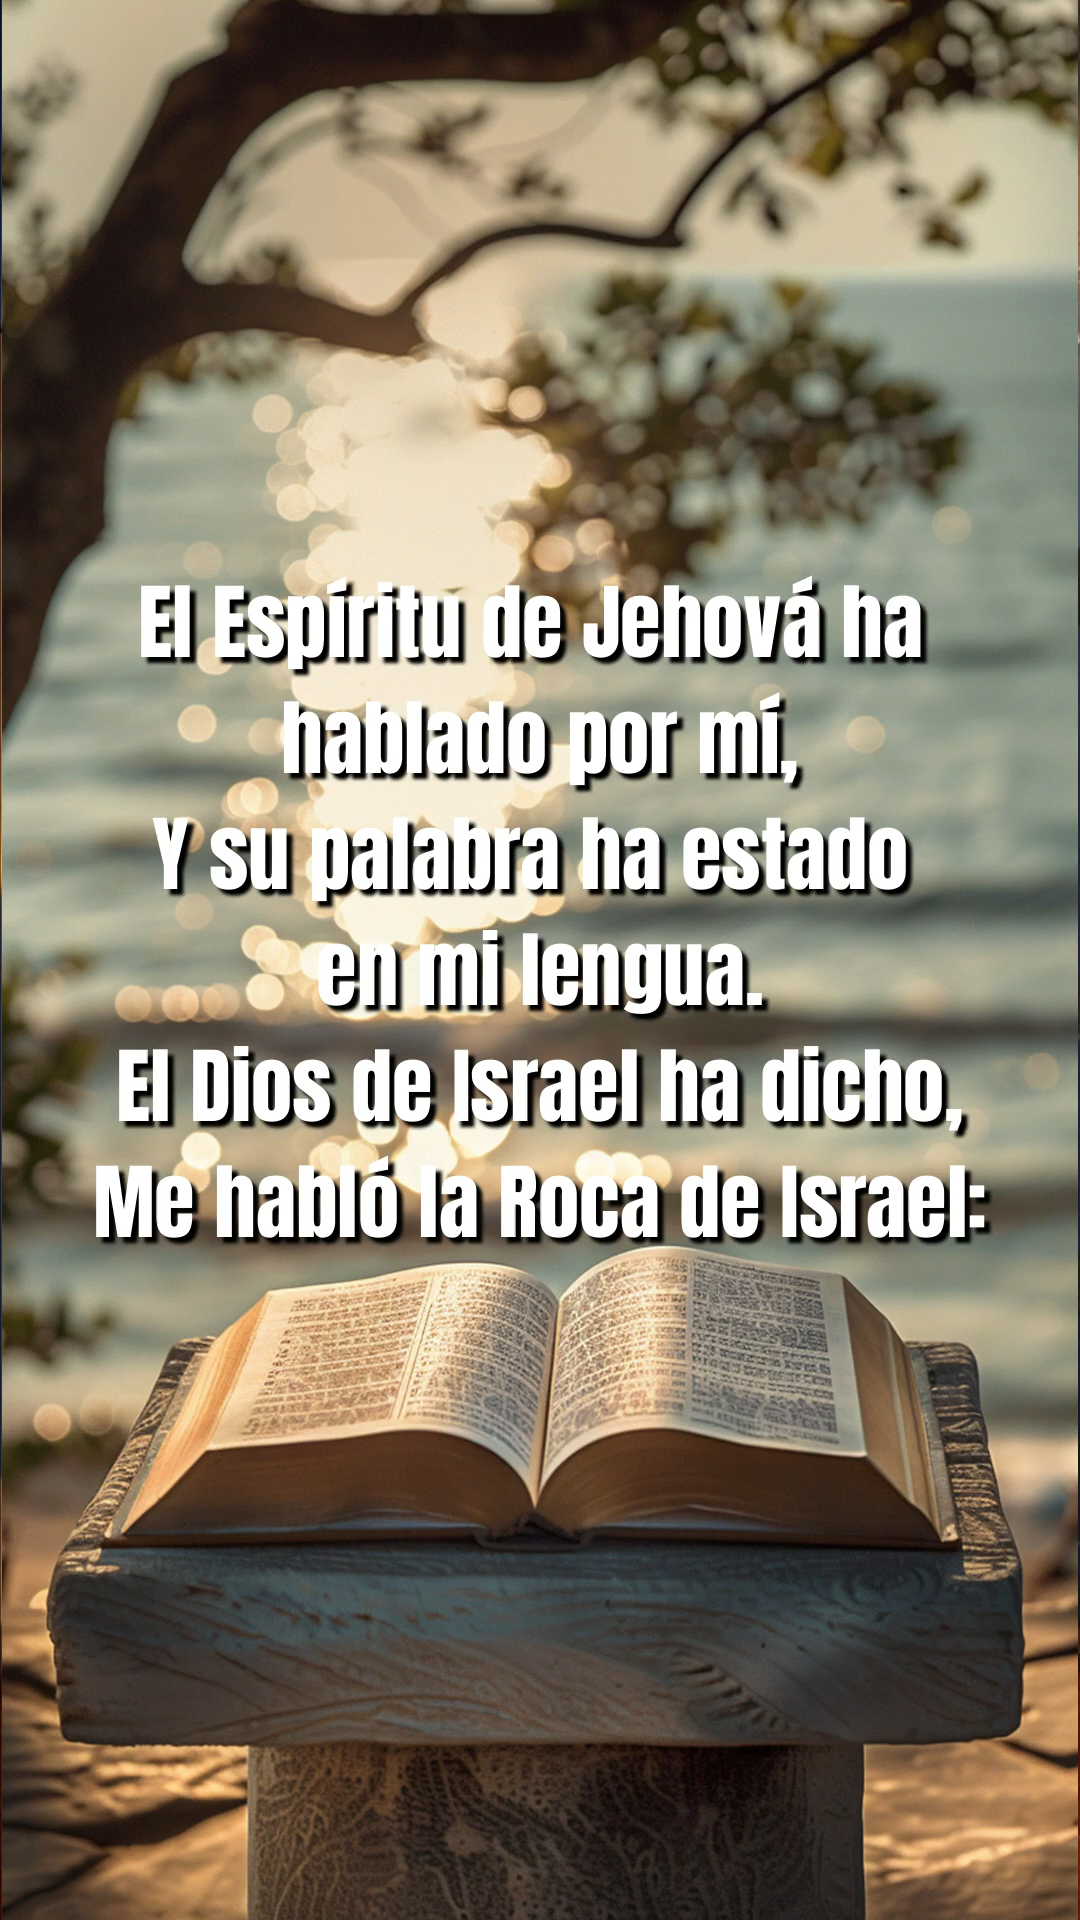 El Espíritu de Jehová ha
hablado por mí,
Y su palabra ha estado
en mi lengua.
El Dios de Israel ha dicho,
Me habló la Roca de Israel: